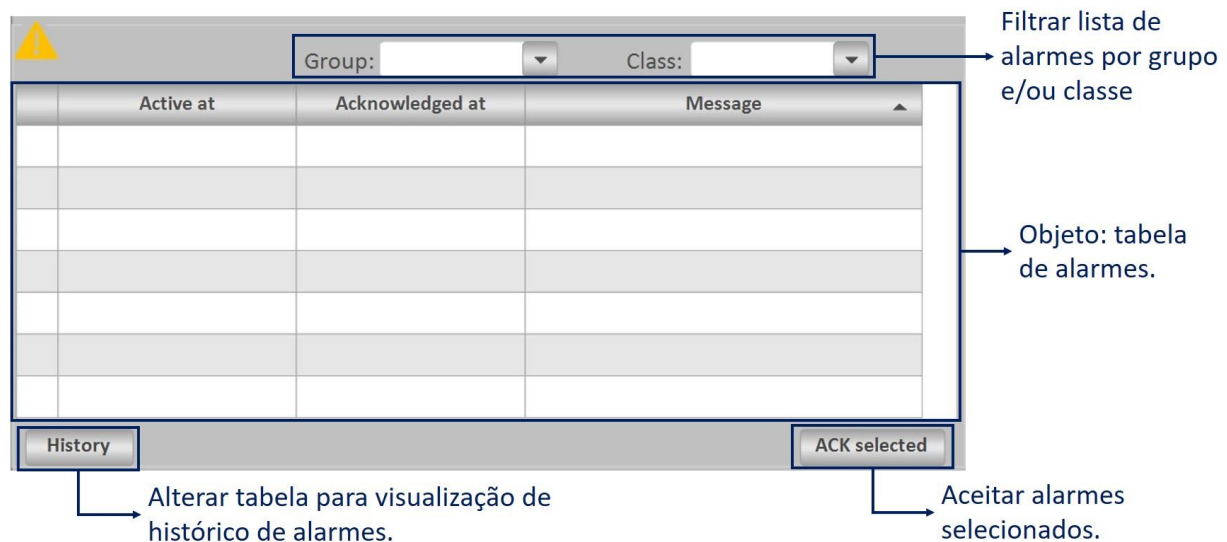 Filtrar lista de
alarmes por grupo
e/ou classe
Group:
Class:
Active at
Acknowledged at
Message
Objeto: tabela
de alarmes.
History
ACK selected
Alterar tabela para visualização de
histórico de alarmes.
Aceitar alarmes
selecionados.